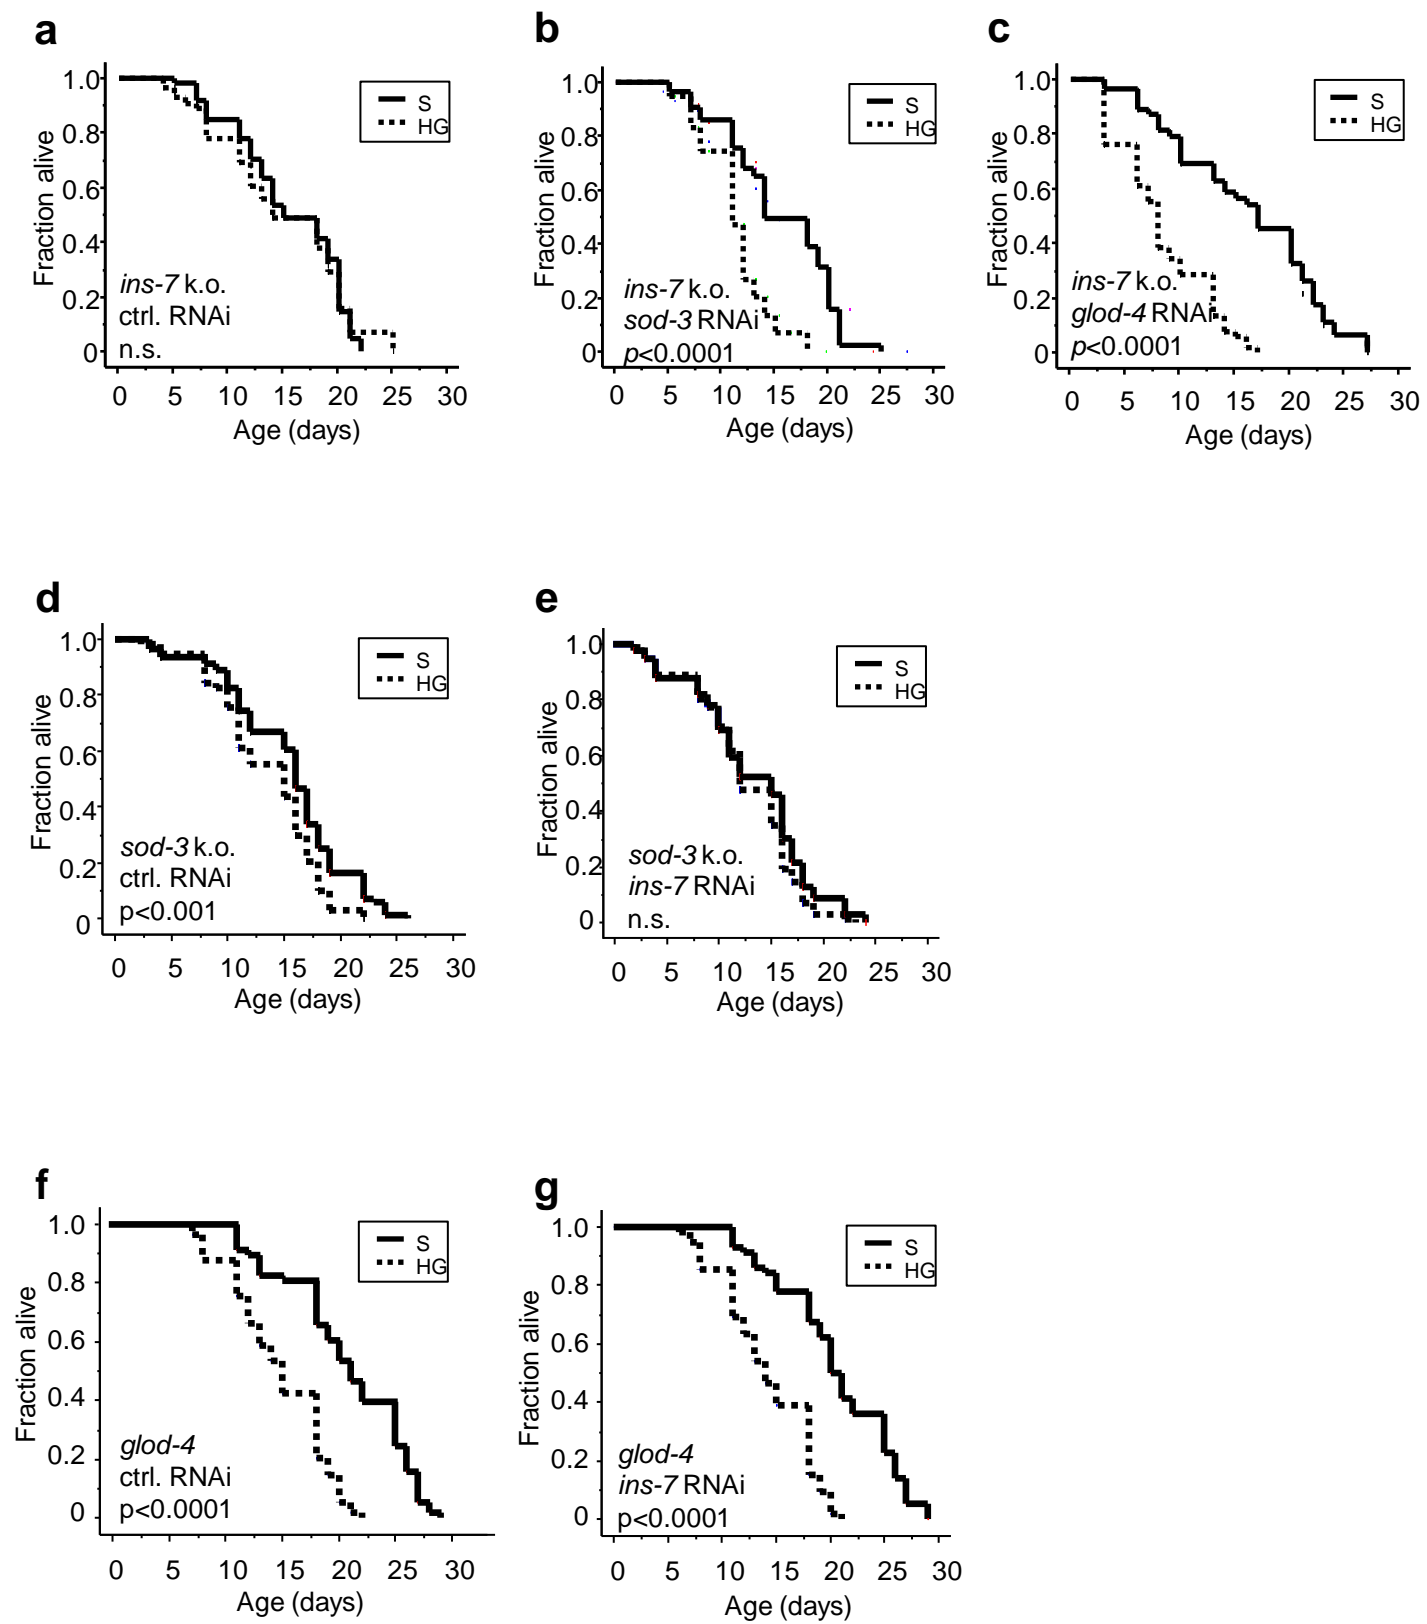 a
1.0
0.8
0.6
0.4
0.2
0
Fraction alive
S
HG
ins-7 k.o.
ctrl. RNAi
n.s.
0 5 10 15 20 25 30
Age (days)
b
1.0
0.8
0.6
0.4
0.2
0
Fraction alive
S
HG
ins-7 k.o.
sod-3 RNAi
p<0.0001
0 5 10 15 20 25 30
Age (days)
c
1.0
0.8
0.6
0.4
0.2
0
Fraction alive
S
HG
ins-7 k.o.
glod-4 RNAi
p<0.0001
0 5 10 15 20 25 30
Age (days)
d
1.0
0.8
0.6
0.4
0.2
0
Fraction alive
S
HG
sod-3 k.o.
ctrl. RNAi
p<0.001
0 5 10 15 20 25 30
Age (days)
e
1.0
0.8
0.6
0.4
0.2
0
Fraction alive
S
HG
sod-3 k.o.
ins-7 RNAi
n.s.
0 5 10 15 20 25 30
Age (days)
f
1.0
0.8
0.6
0.4
0.2
0
Fraction alive
S
HG
glod-4
ctrl. RNAi
p<0.0001
0 5 10 15 20 25 30
Age (days)
g
1.0
0.8
0.6
0.4
0.2
0
Fraction alive
S
HG
glod-4
ins-7 RNAi
p<0.0001
0 5 10 15 20 25 30
Age (days)